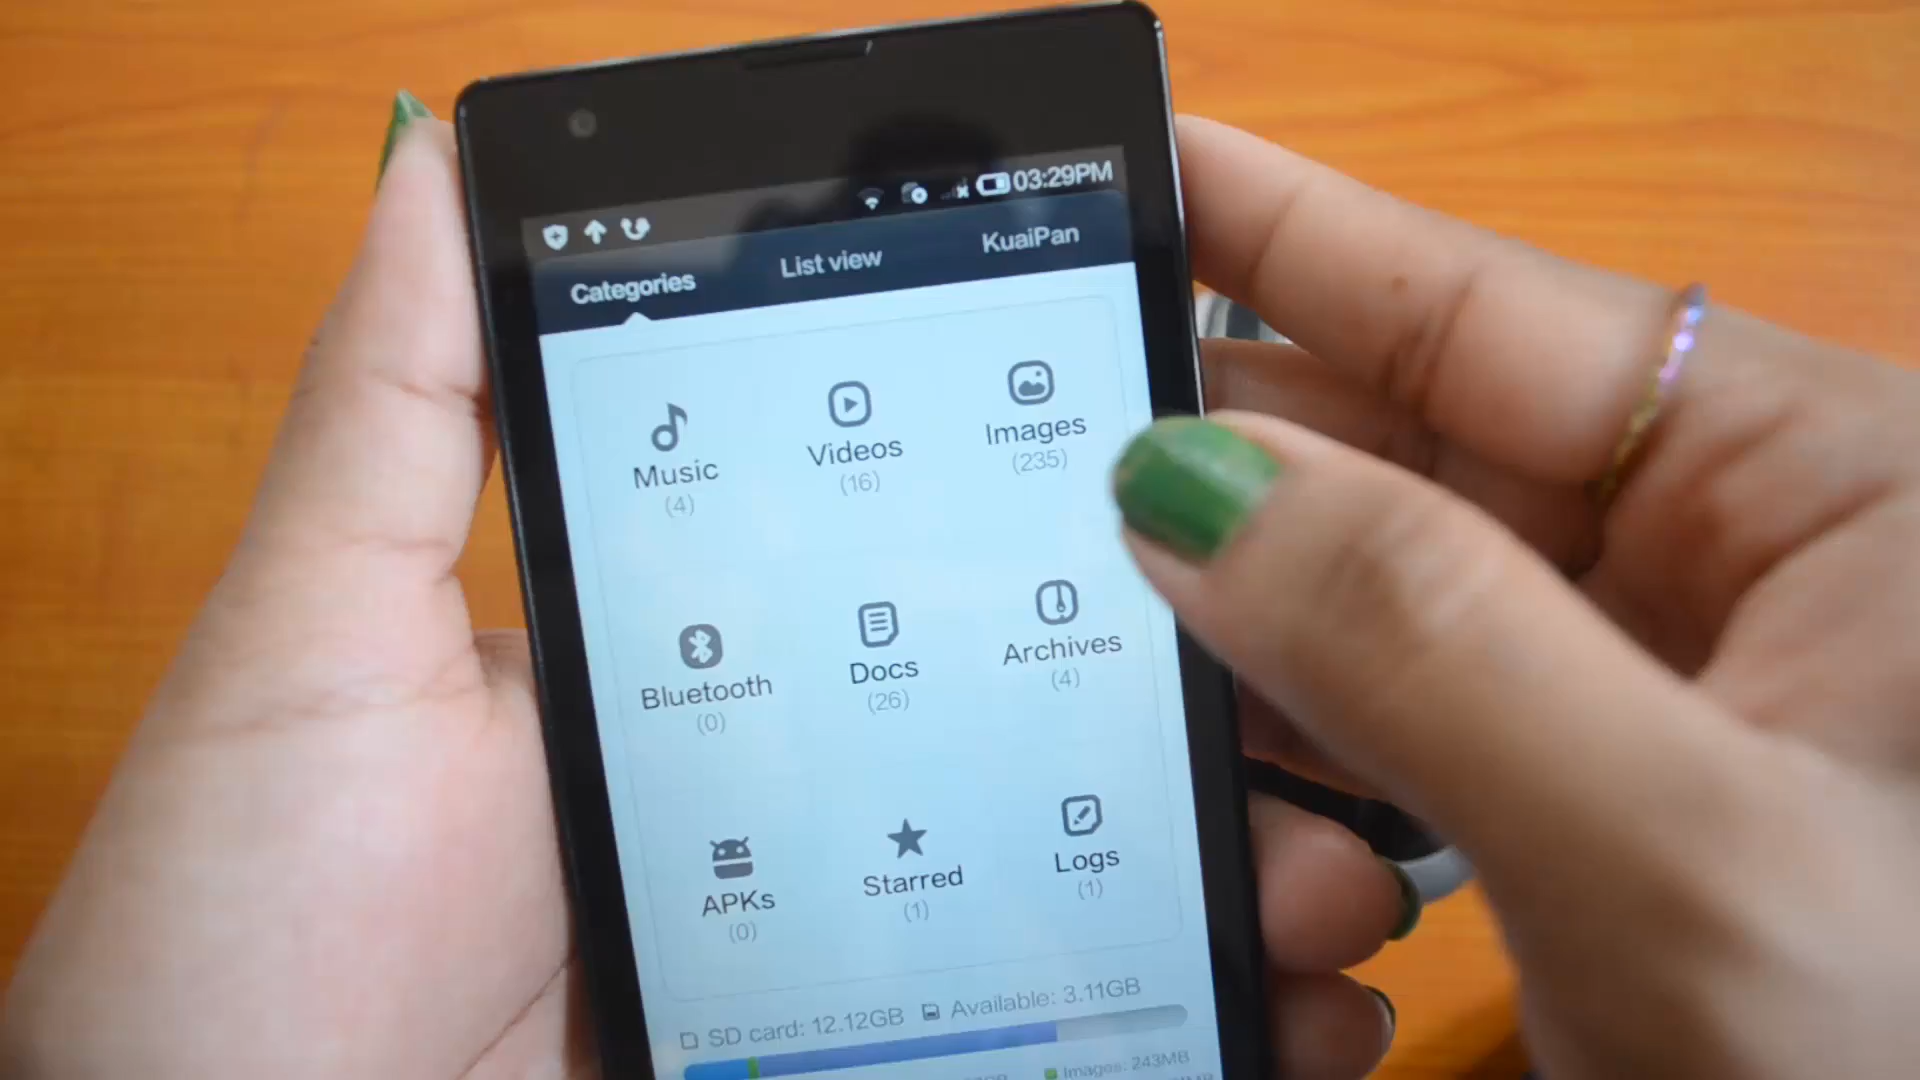 03:29PM
Categories
List view
KuaiPan
Music
(4)
Videos
(16)
Images
(235)
Bluetooth
(0)
Docs
(26)
Archives
(4)
APKs
(0)
Starred
(1)
Logs
(1)
SD card: 12.12GB
Available: 3.11GB
Images: 243MB